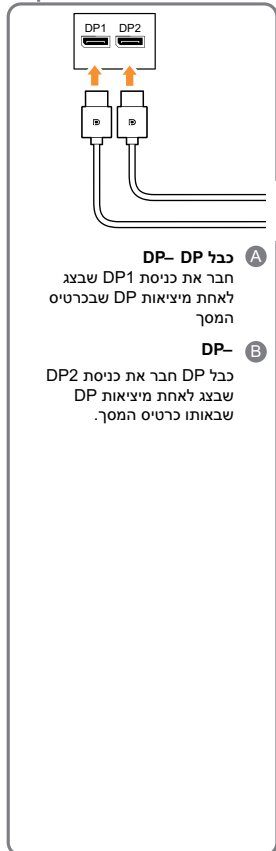 DP1 DP2
A כבל DP –DP
חבר את כניסת DP1 שבצג
לאחת מיציאות DP שבכרטיס
המסך
B DP–
כבל DP חבר את כניסת DP2
שבצג לאחת מיציאות DP
שבאותו כרטיס המסך.